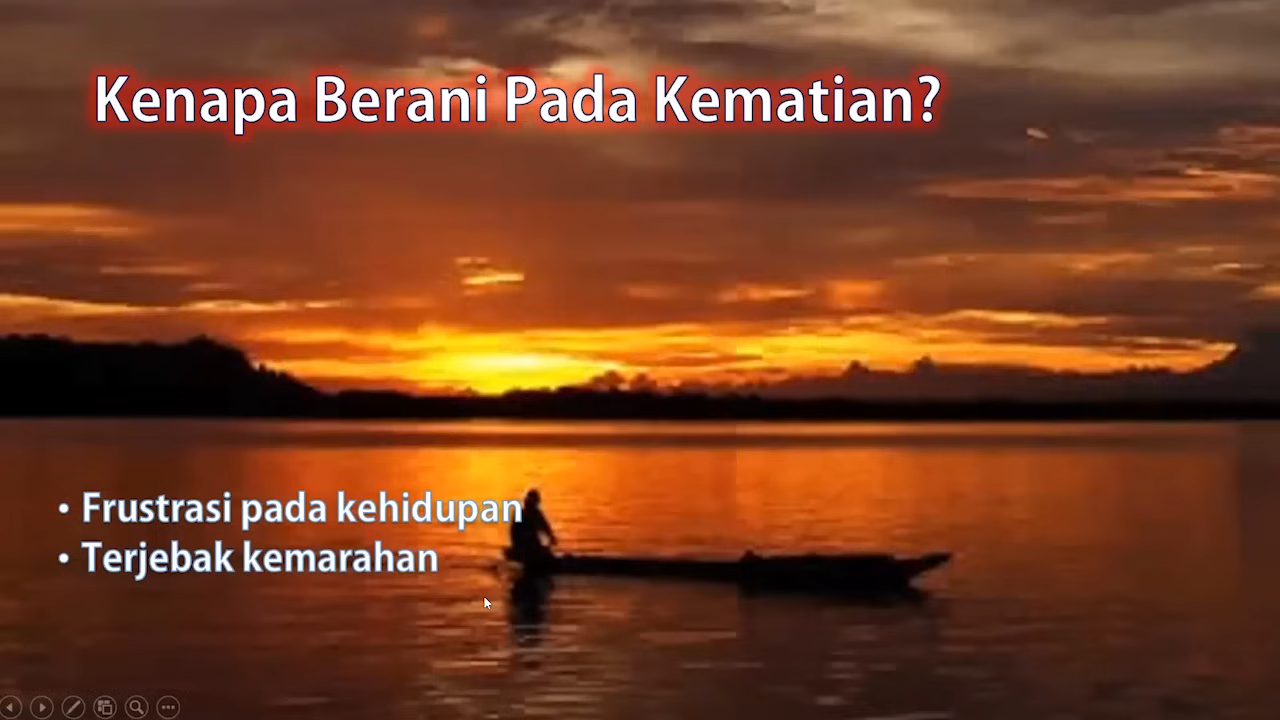 Kenapa Berani Pada Kematian?
• Frustrasi pada kehidupan
• Terjebak kemarahan